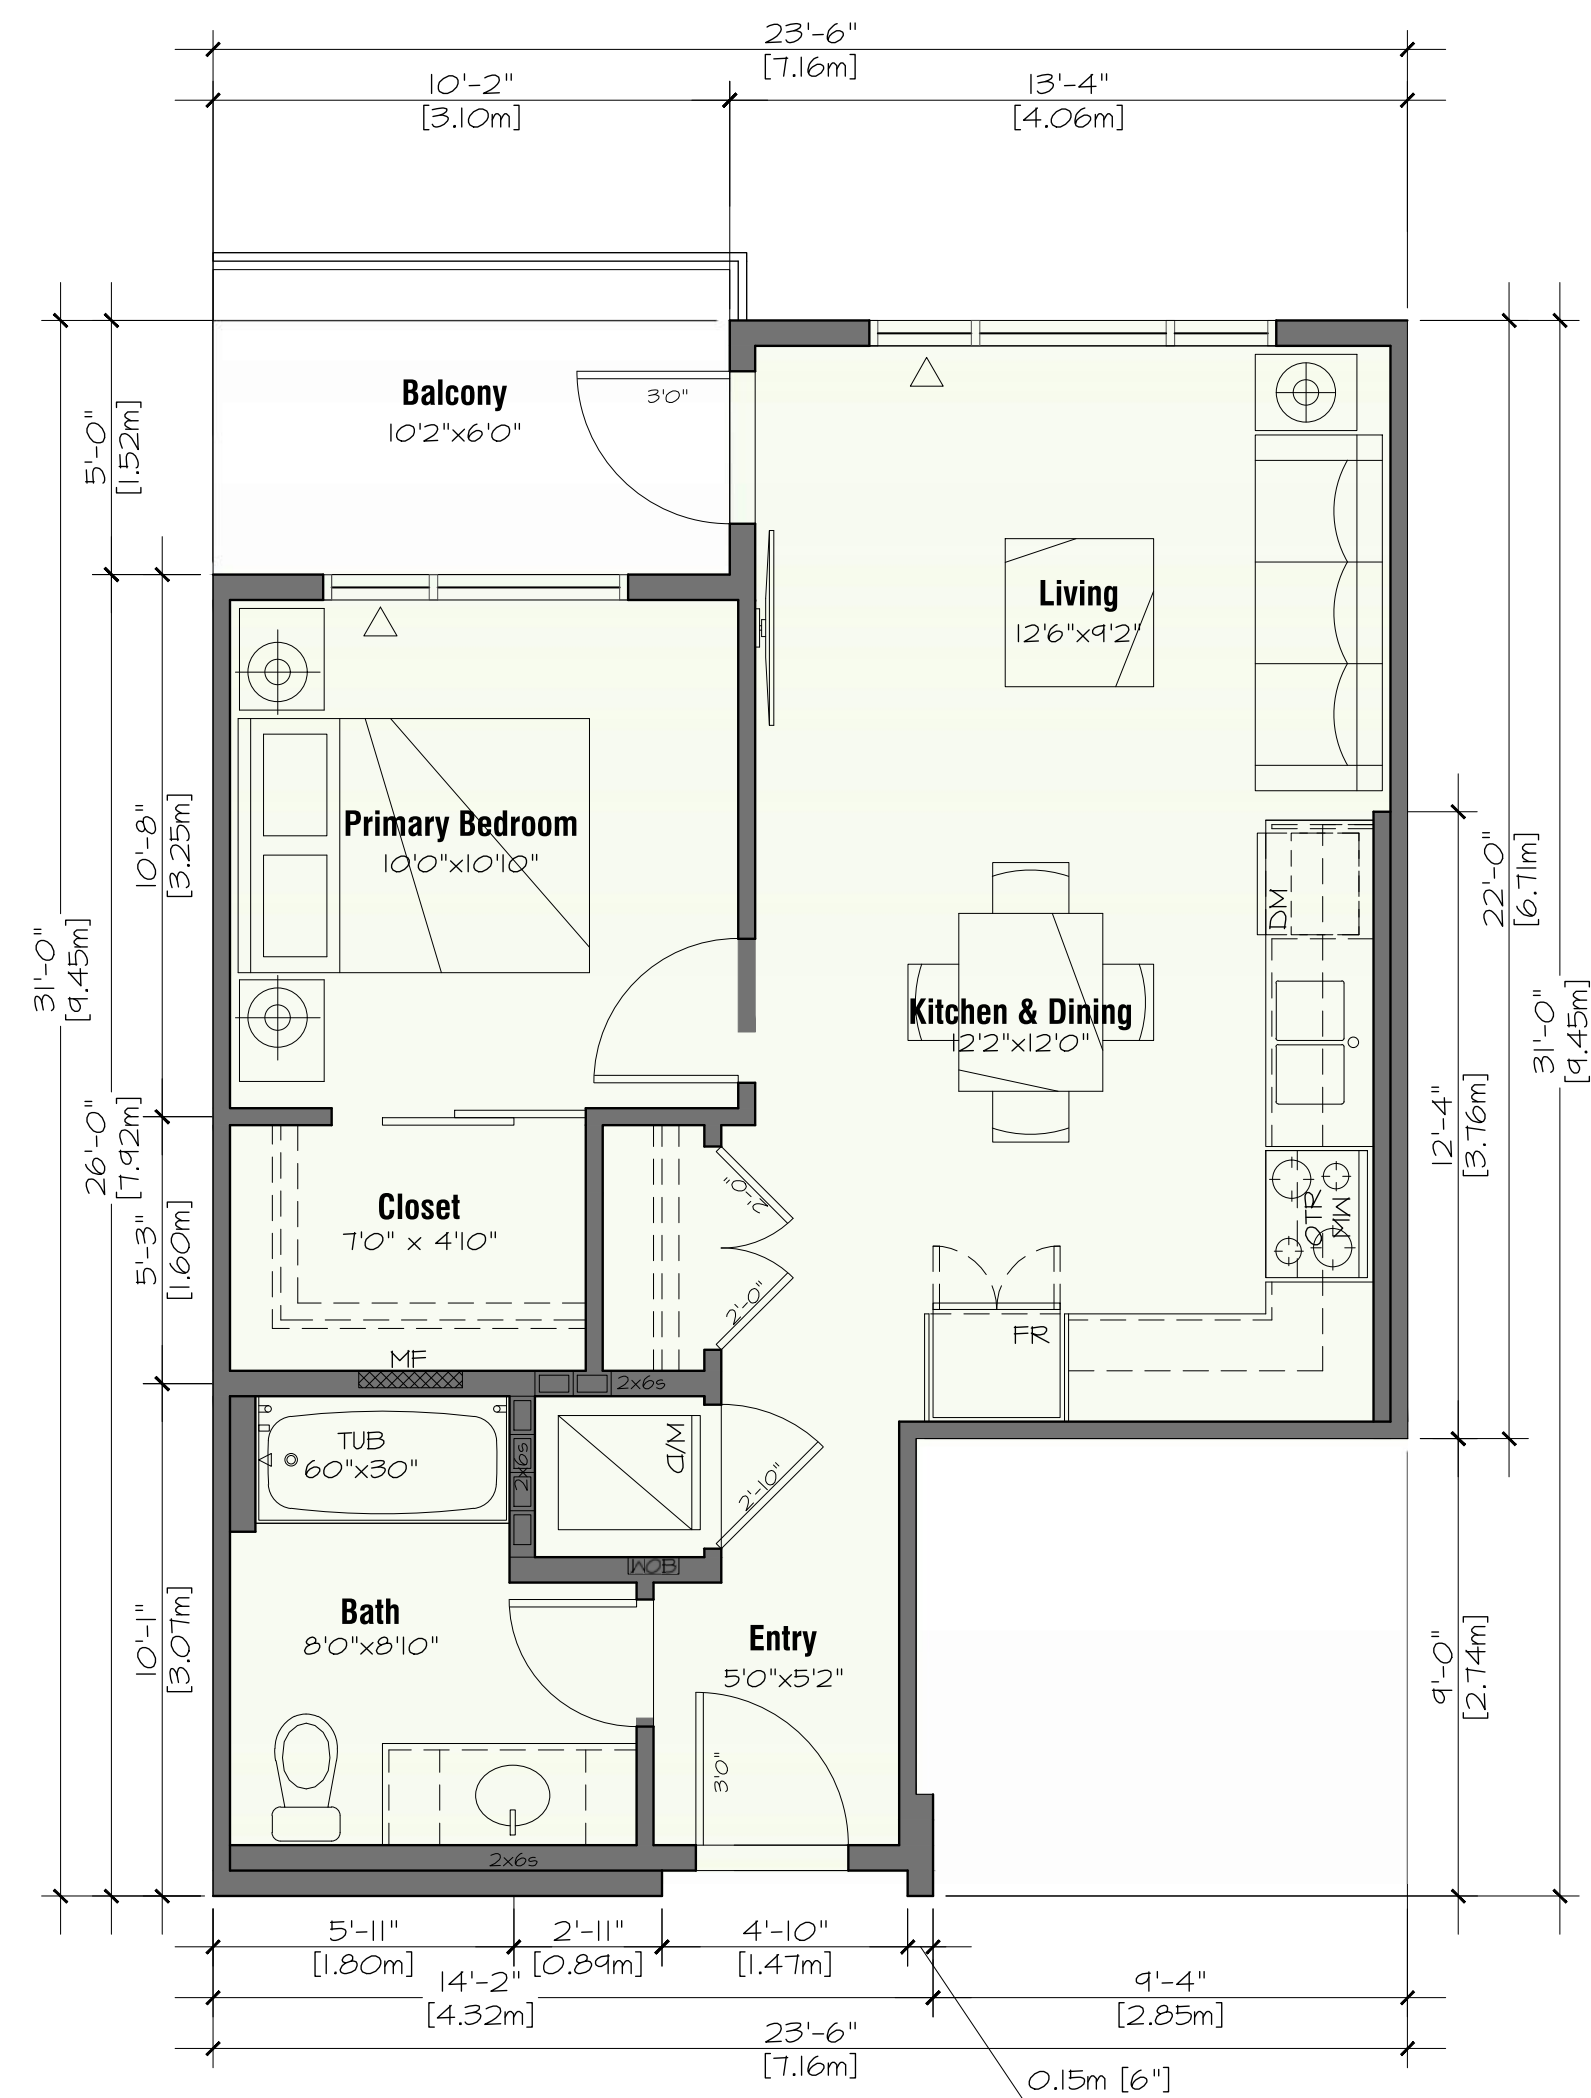 23'-6"
[7.16m]
10'-2"
[3.10m]
13'-4"
[4.06m]
Balcony
10'2"x6'0"
3'0"
5'-0"
[1.52m]
Living
12'6"x9'2"
Primary Bedroom
10'0"x10'10"
10'-8"
[3.25m]
22'-0"
[6.71m]
DM
31'-0"
[9.45m]
31'-0"
[9.45m]
Kitchen & Dining
12'2"x12'0"
26'-0"
[7.92m]
12'-4"
[3.76m]
Closet
7'0" x 4'10"
2'-0"
5'-3"
[1.60m]
OTR
MW
2'-0"
FR
MF
2x6s
TUB
60"x30"
2x6s
W/D
2'-10"
MOB
Bath
8'0"x8'10"
Entry
5'0"x5'2"
10'-1"
[3.07m]
9'-0"
[2.74m]
3'0"
2x6s
5'-11"
[1.80m]
2'-11"
[0.89m]
4'-10"
[1.47m]
14'-2"
[4.32m]
9'-4"
[2.85m]
23'-6"
[7.16m]
0.15m [6"]